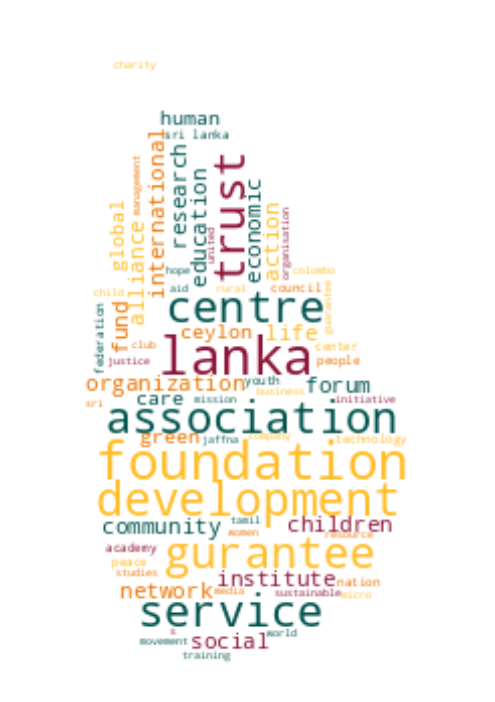 charity
human
sri lanka
international
research
trust
management
education
united
economic
action
organisation
global
alliance
hope
colombo
aid
rural
council
child
guarantee
centre
fund
federation
ceylon
life
club
center
lanka
justice
people
organization
youth
business
forum
care
mission
initiative
sri
association
green
jaffna
company
technology
foundation
development
community
tamil
children
women
resource
academy
gurantee
peace
studies
institute
nation
network
media
sustainable
micro
service
s
world
movement
social
training